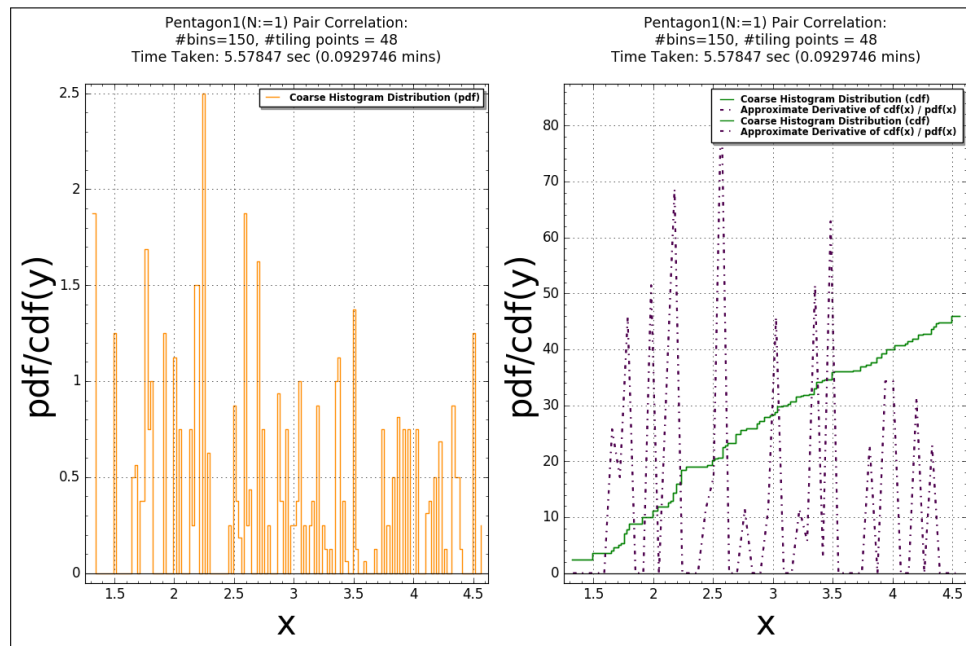 Pentagon1(N:=1) Pair Correlation:
#bins=150, #tiling points = 48
Time Taken: 5.57847 sec (0.0929746 mins)
Coarse Histogram Distribution (pdf)
pdf/cdf(y)
2.5
2
1.5
1
0.5
0
1.5
2
2.5
3
3.5
4
4.5
x
Pentagon1(N:=1) Pair Correlation:
#bins=150, #tiling points = 48
Time Taken: 5.57847 sec (0.0929746 mins)
Coarse Histogram Distribution (cdf)
Approximate Derivative of cdf(x) / pdf(x)
Coarse Histogram Distribution (cdf)
Approximate Derivative of cdf(x) / pdf(x)
pdf/cdf(y)
80
70
60
50
40
30
20
10
0
1.5
2
2.5
3
3.5
4
4.5
x